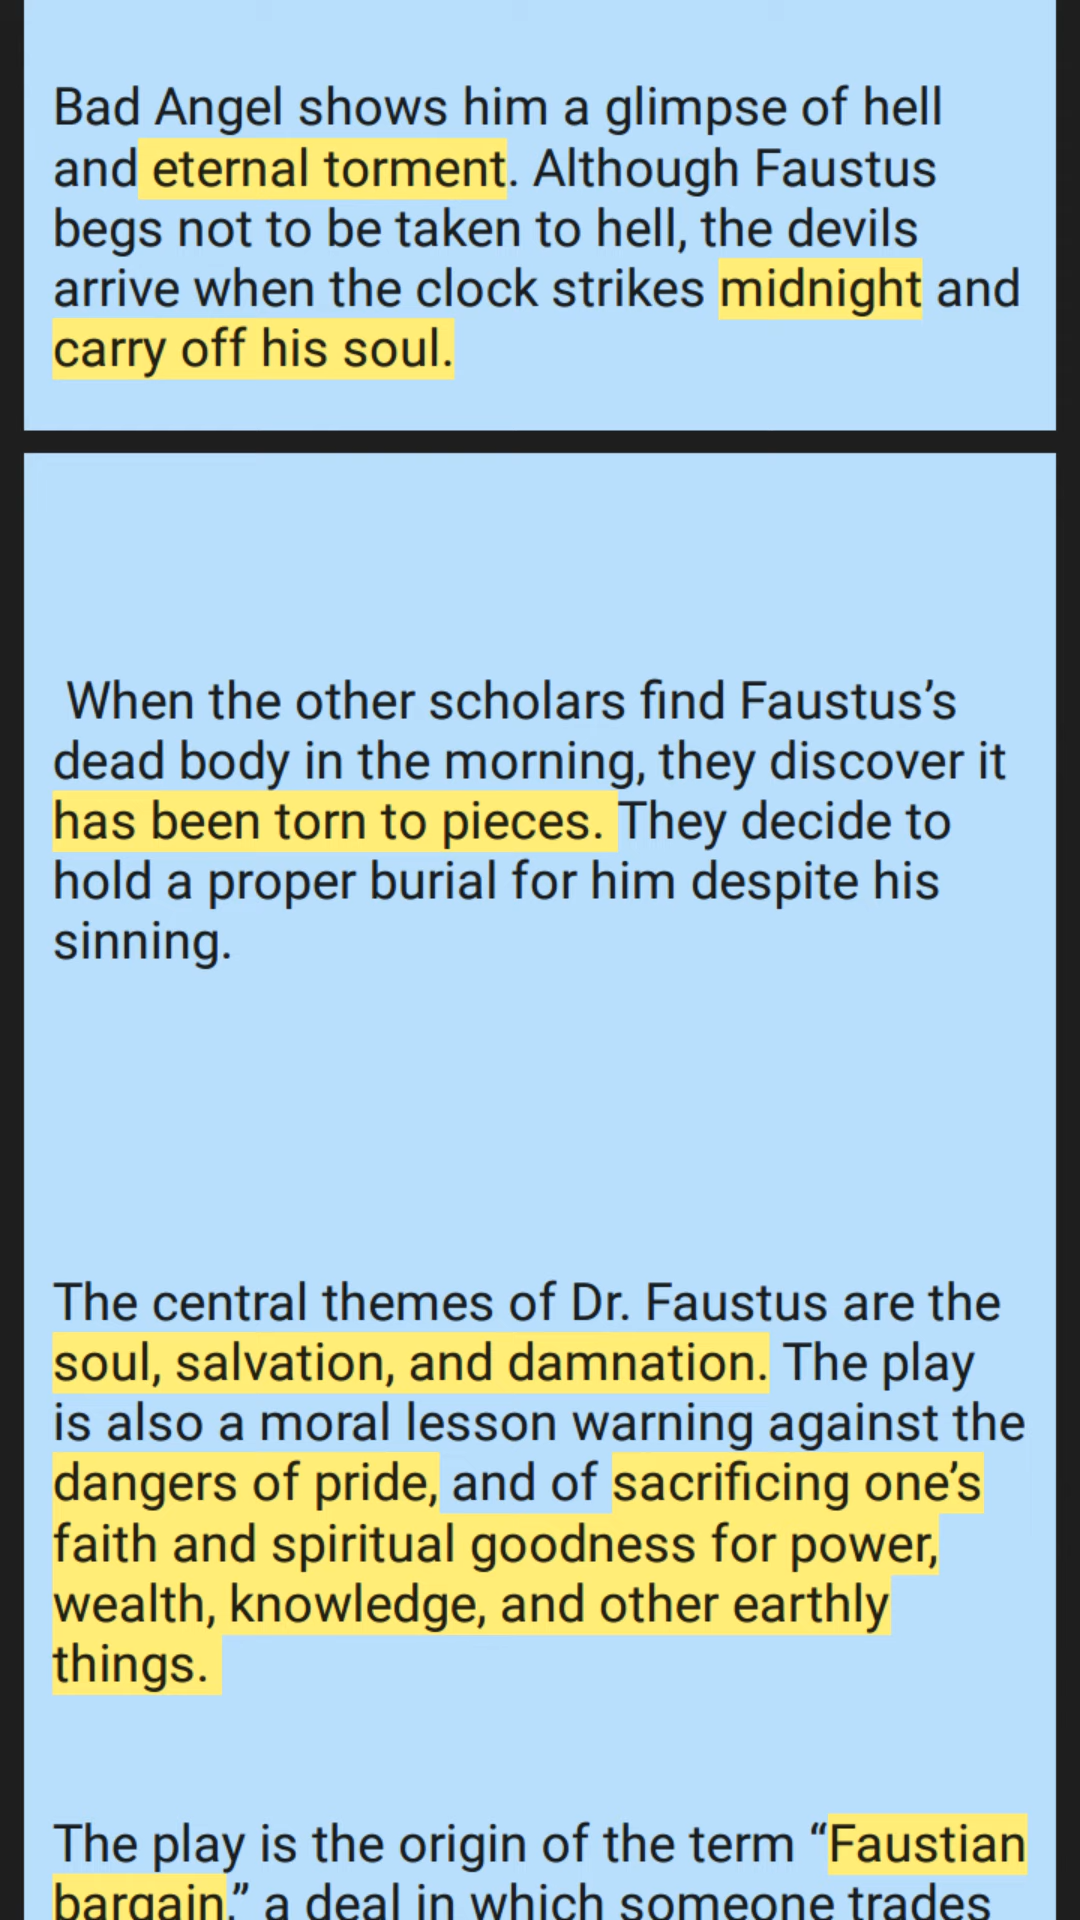 Bad Angel shows him a glimpse of hell
and eternal torment. Although Faustus
begs not to be taken to hell, the devils
arrive when the clock strikes midnight and
carry off his soul.
When the other scholars find Faustus’s
dead body in the morning, they discover it
has been torn to pieces. They decide to
hold a proper burial for him despite his
sinning.
The central themes of Dr. Faustus are the
soul, salvation, and damnation. The play
is also a moral lesson warning against the
dangers of pride, and of sacrificing one’s
faith and spiritual goodness for power,
wealth, knowledge, and other earthly
things.
The play is the origin of the term “Faustian
bargain,” a deal in which someone trades